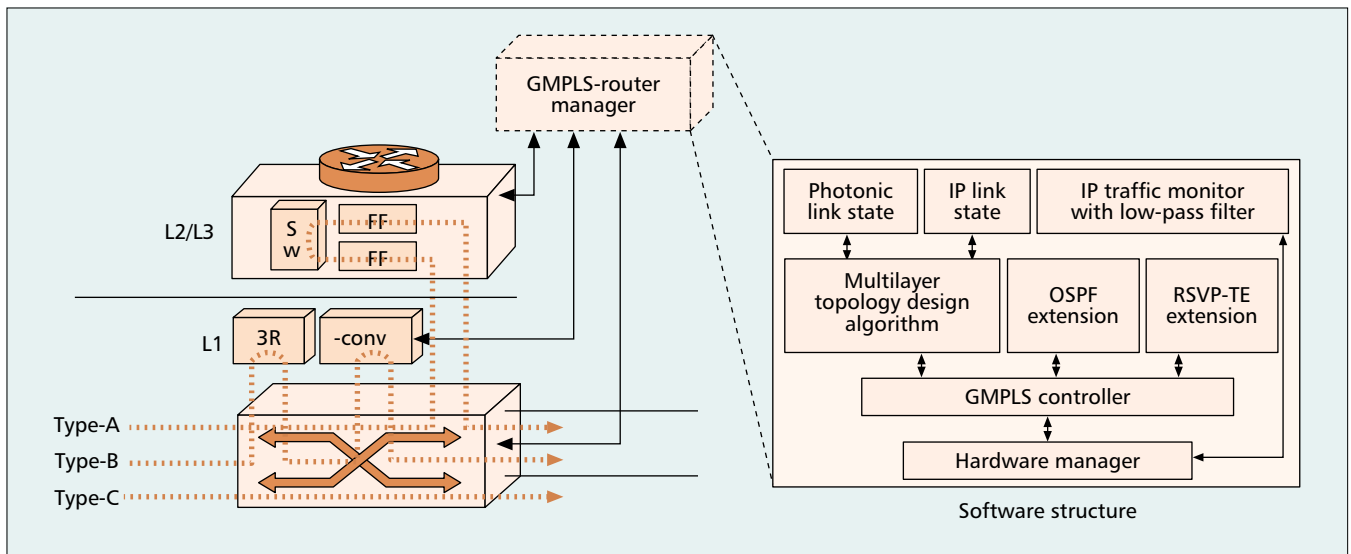 GMPLS-router
manager
L2/L3
S
w
FF
FF
L1
3R
-conv
Type-A
Type-B
Type-C
Photonic
link state
IP link
state
IP traffic monitor
with low-pass filter
Multilayer
topology design
algorithm
OSPF
extension
RSVP-TE
extension
GMPLS controller
Hardware manager
Software structure